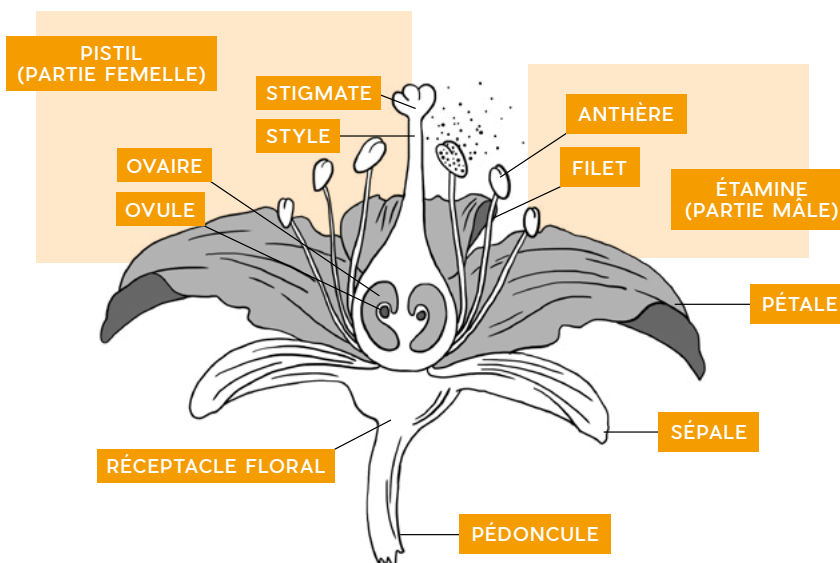 PISTIL
(PARTIE FEMELLE)
STIGMATE
STYLE
OVAIRE
OVULE
ANTHÈRE
FILET
ÉTAMINE
(PARTIE MÂLE)
PÉTALE
SÉPALE
RÉCEPTACLE FLORAL
PÉDONCULE